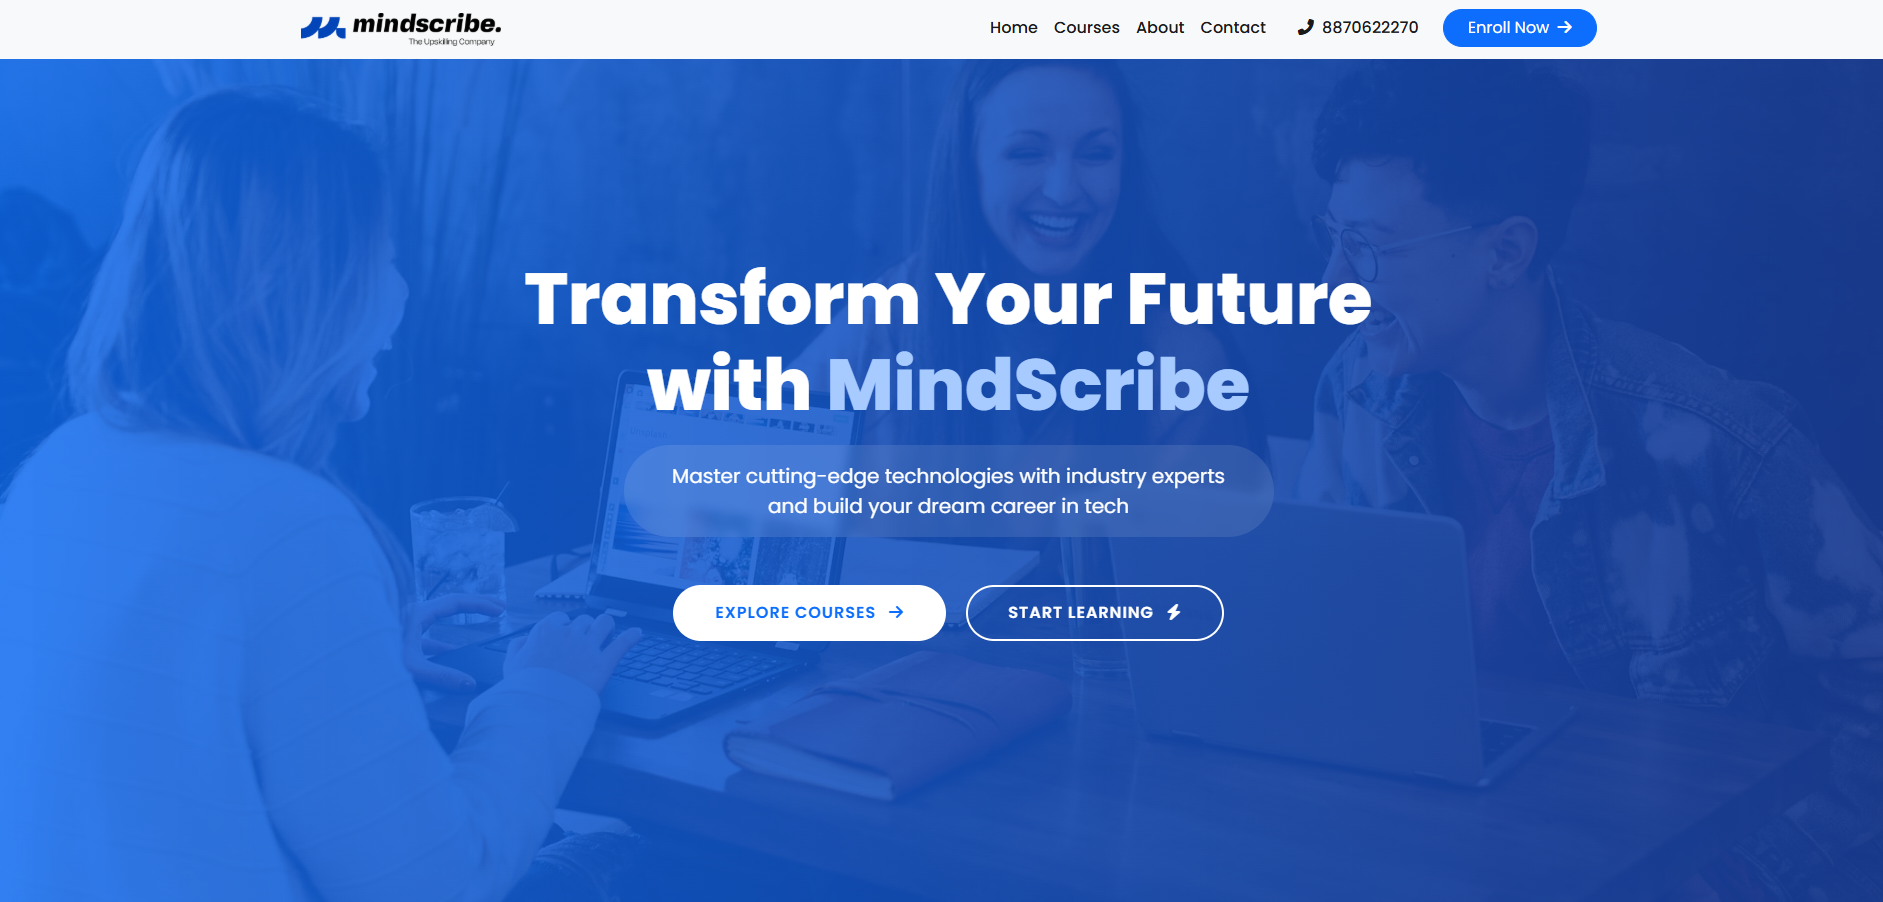 mindscribe.
The Upskilling Company
Home Courses About Contact 8870622270 Enroll Now
Transform Your Future
with MindScribe
Master cutting-edge technologies with industry experts
and build your dream career in tech
EXPLORE COURSES START LEARNING